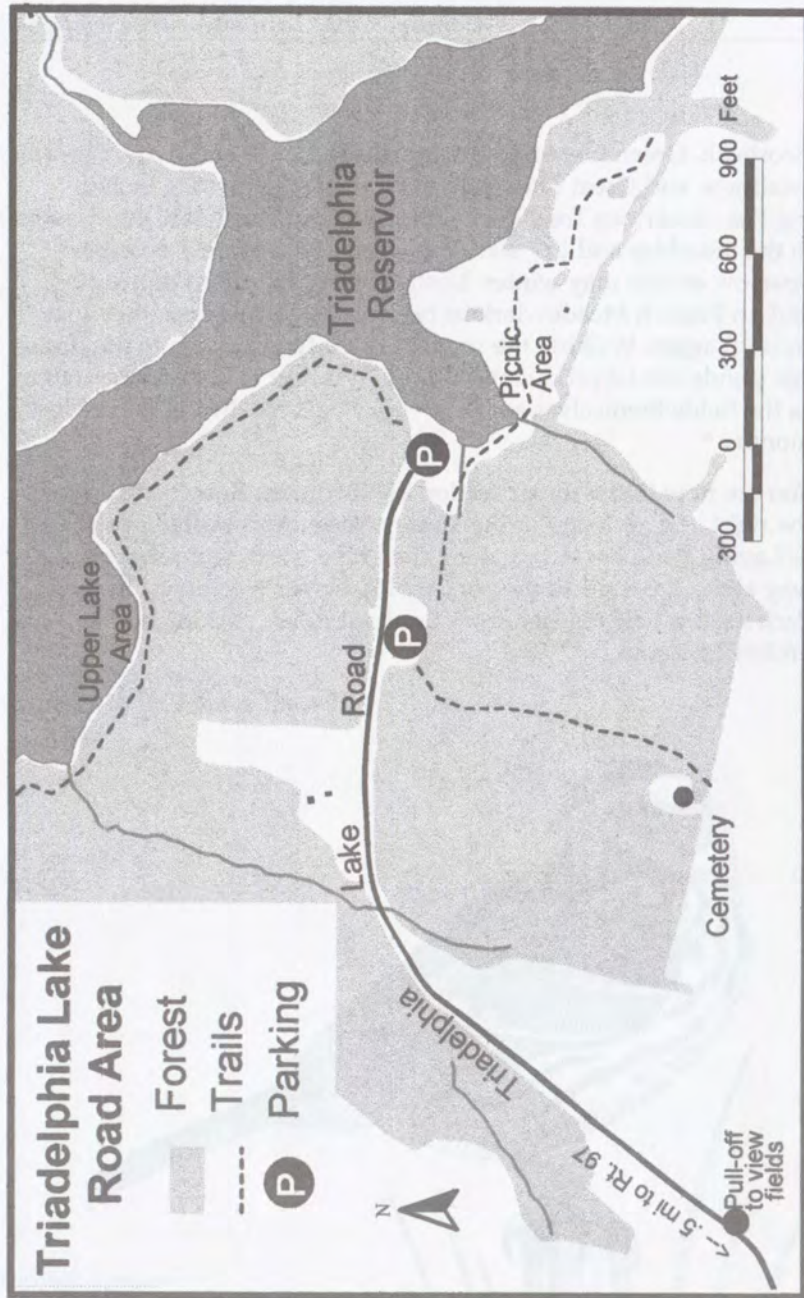 Triadelphia Lake
Road Area
Forest
Trails
P Parking
N
Upper Lake
Area
Triadelphia
Reservoir
Triadelphia
Lake
Road
P
P
Picnic
Area
Cemetery
←.5 mi to Rt. 97
Pull-off
to view
fields
300 0 300 600 900 Feet